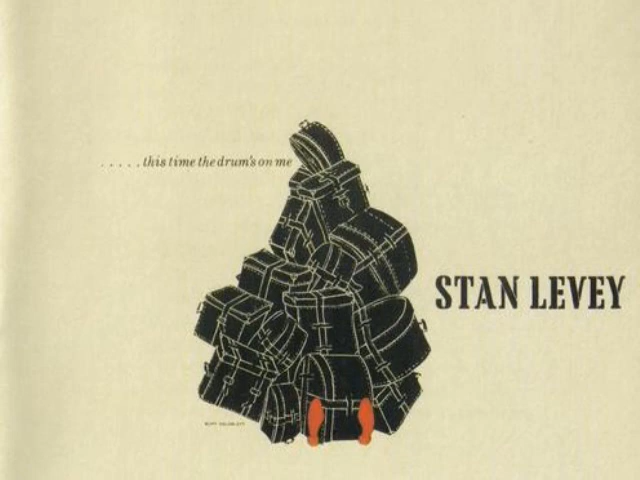 . . . . . this time the drum's on me
STAN LEVEY